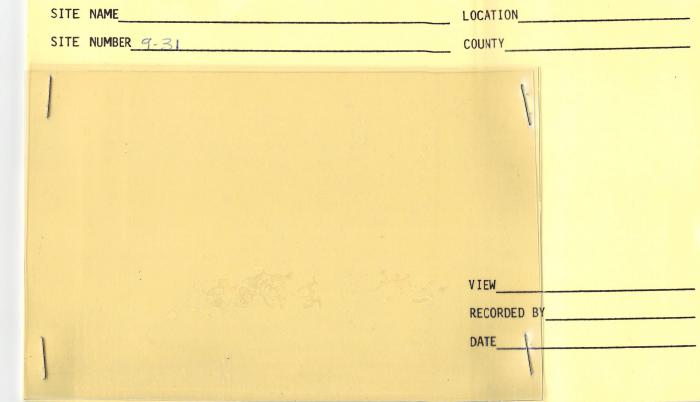 SITE NAME
LOCATION
SITE NUMBER 9-31
COUNTY
VIEW
RECORDED BY
DATE